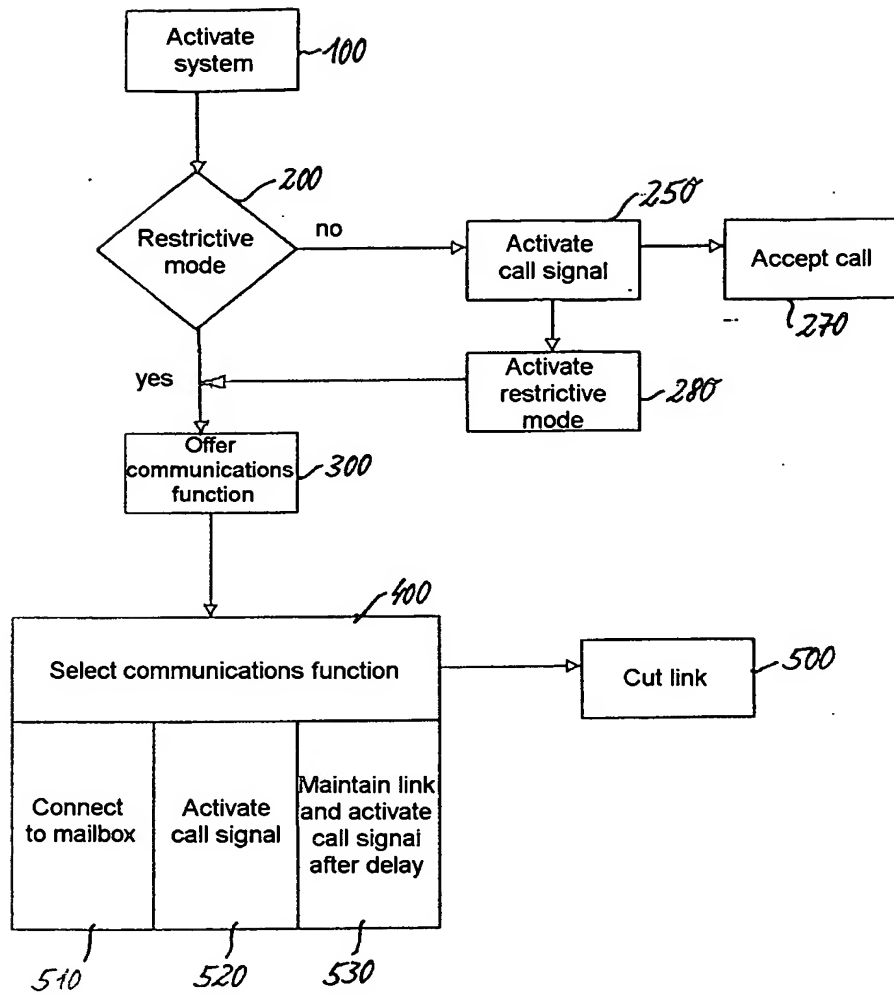 Activate
system
100
200
Restrictive
mode
no
250
Activate
call signal
Accept call
270
yes
Activate
restrictive
mode
280
Offer
communications
function
300
400
Select communications function
Cut link
500
Connect
to mailbox
Activate
call signal
Maintain link
and activate
call signal
after delay
510
520
530